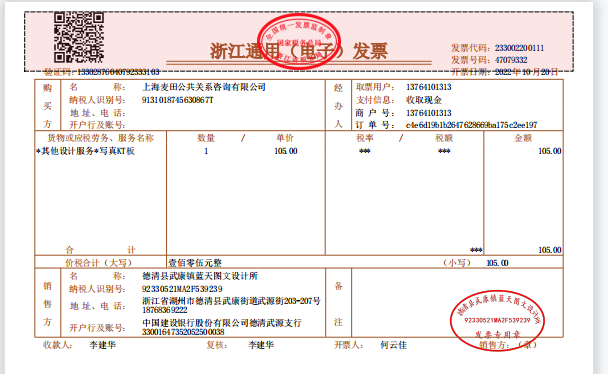 浙江通用（电子）发票
全国统一发票监制章
国家税务总局
发票代码：233002200111
发票号码：47079332
验证码：13302876040792333103
开票日期：2022年10月20日
购买方
名 称：上海麦田公共关系咨询有限公司
纳税人识别号：9131018745630867T
地 址、电 话：
开户行及账号：
经办人
取票用户：13764101313
支付信息：收取现金
商 户 号：13764101313
订 单 号：c4e6d19b1b2647628669ba175c2ee197
货物或应税劳务、服务名称 数量 / 单价 税率 / 税额 金额
*其他设计服务*写真KT板 1 105.00 *** *** 105.00
合 计 *** 105.00
价税合计（大写） 壹佰零伍元整 （小写） 105.00
销售方
名 称：德清县武康镇蓝天图文设计所
纳税人识别号：92330521MA2F539239
地 址、电 话：浙江省湖州市德清县武康街道武源街203-207号
18768369222
开户行及账号：中国建设银行股份有限公司德清武源支行
33001647352052500038
备注
德清县武康镇蓝天图文设计所
92330521MA2F539239
发票专用章
收款人： 李建华 复核： 李建华 开票人： 何云佳 销售方：（章）